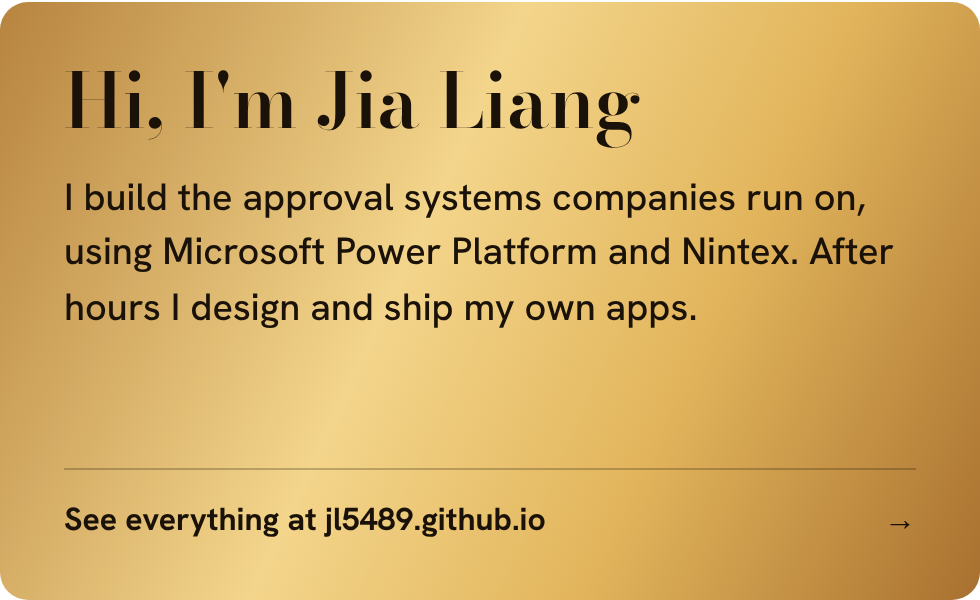 Hi, I'm Jia Liang
I build the approval systems companies run on,
using Microsoft Power Platform and Nintex. After
hours I design and ship my own apps.
See everything at jl5489.github.io →